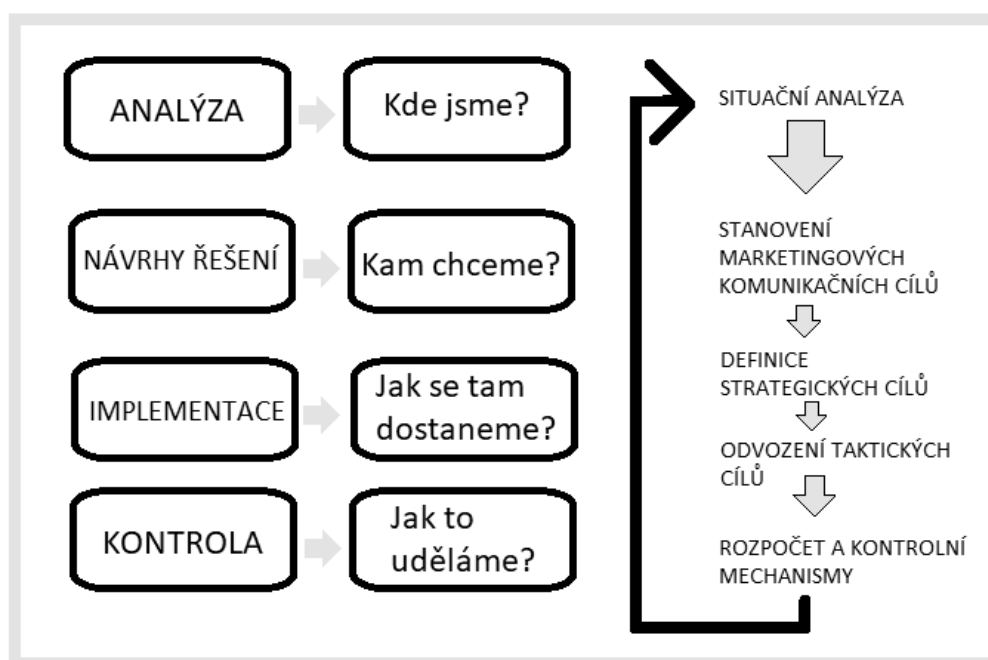 ANALÝZA
Kde jsme?
NÁVRHY ŘEŠENÍ
Kam chceme?
IMPLEMENTACE
Jak se tam
dostaneme?
KONTROLA
Jak to
uděláme?
SITUAČNÍ ANALÝZA
STANOVENÍ
MARKETINGOVÝCH
KOMUNIKAČNÍCH CÍLŮ
DEFINICE
STRATEGICKÝCH CÍLŮ
ODVOZENÍ TAKTICKÝCH
CÍLŮ
ROZPOČET A KONTROLNÍ
MECHANISMY